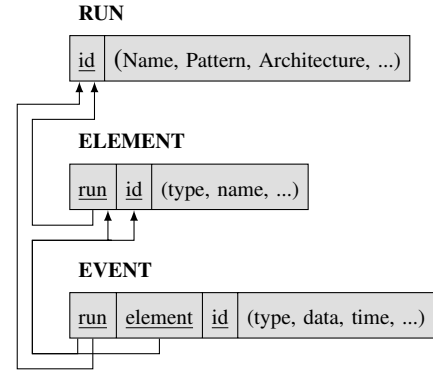 RUN
id (Name, Pattern, Architecture, ...)
ELEMENT
run id (type, name, ...)
EVENT
run element id (type, data, time, ...)